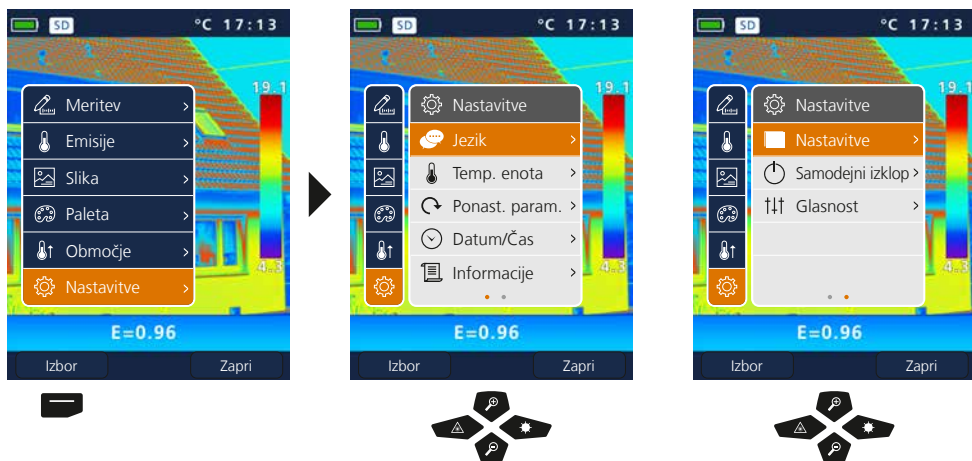 SD °C 17:13
19.1
Meritev
Emisije
Slika
Paleta
Območje
Nastavitve
4.3
E=0.96
Izbor Zapri
SD °C 17:13
19.1
Nastavitve
Jezik
Temp. enota
Ponast. param.
Datum/Čas
Informacije
4.3
E=0.96
Izbor Zapri
SD °C 17:13
19.1
Nastavitve
Nastavitve
Samodejni izklop
Glasnost
4.3
E=0.96
Izbor Zapri